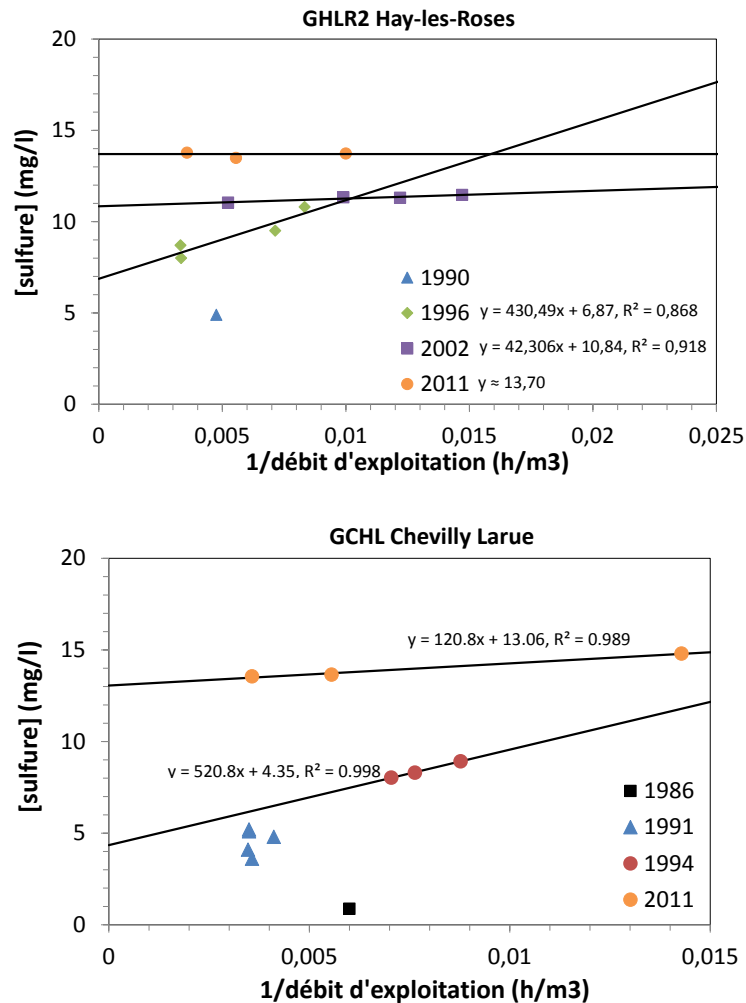 GHLR2 Hay-les-Roses
20
15
10
5
0
[sulfure] (mg/l)
1990
1996 y = 430,49x + 6,87, R² = 0,868
2002 y = 42,306x + 10,84, R² = 0,918
2011 y ≈ 13,70
0 0,005 0,01 0,015 0,02 0,025
1/débit d'exploitation (h/m3)
GCHL Chevilly Larue
20
15
10
5
0
[sulfure] (mg/l)
y = 120.8x + 13.06, R² = 0.989
y = 520.8x + 4.35, R² = 0.998
1986
1991
1994
2011
0 0,005 0,01 0,015
1/débit d'exploitation (h/m3)